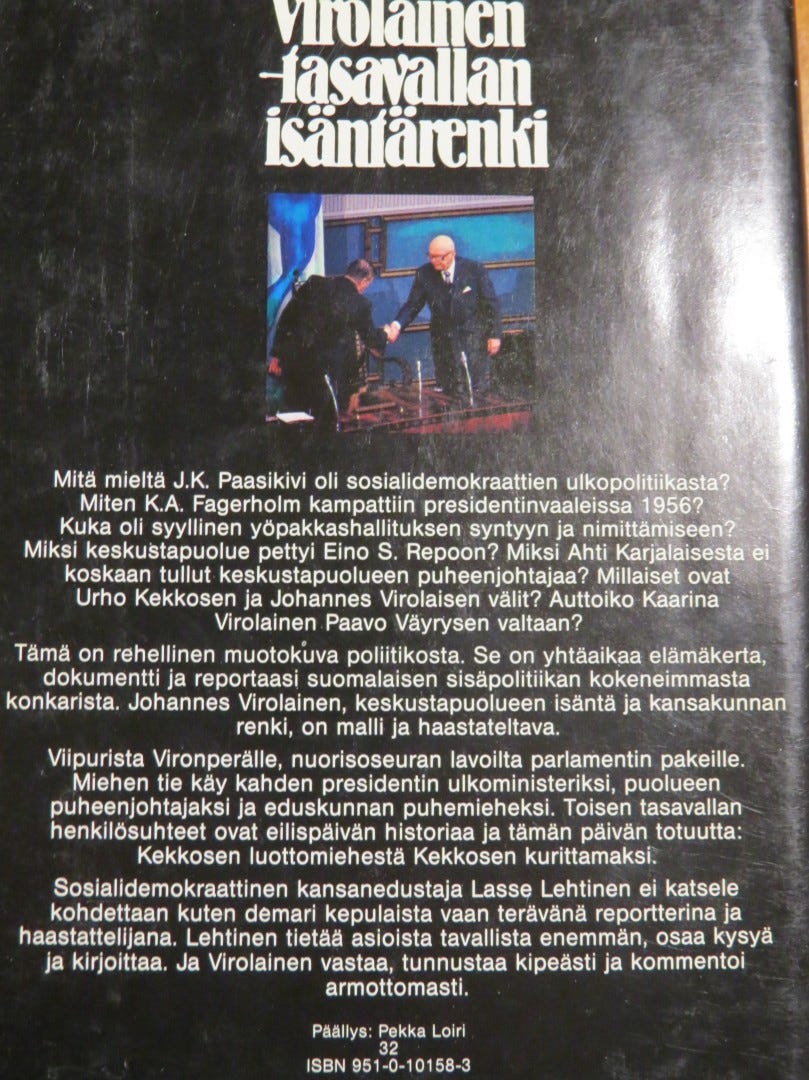 Virolainen
-tasavallan
isäntärenki
Mitä mieltä J.K. Paasikivi oli sosialidemokraattien ulkopolitiikasta?
Miten K.A. Fagerholm kampattiin presidentinvaaleissa 1956?
Kuka oli syyllinen yöpakkashallituksen syntyyn ja nimittämiseen?
Miksi keskustapuolue pettyi Eino S. Repoon? Miksi Ahti Karjalaisesta ei
koskaan tullut keskustapuolueen puheenjohtajaa? Millaiset ovat
Urho Kekkosen ja Johannes Virolaisen välit? Auttoiko Kaarina
Virolainen Paavo Väyrysen valtaan?
Tämä on rehellinen muotokuva poliitikosta. Se on yhtäaikaa elämäkerta,
dokumentti ja reportaasi suomalaisen sisäpolitiikan kokeneimmasta
konkarista. Johannes Virolainen, keskustapuolueen isäntä ja kansakunnan
renki, on malli ja haastateltava.
Viipurista Vironperälle, nuorisoseuran lavoilta parlamentin pakeille.
Miehen tie käy kahden presidentin ulkoministeriksi, puolueen
puheenjohtajaksi ja eduskunnan puhemieheksi. Toisen tasavallan
henkilösuhteet ovat eilispäivän historiaa ja tämän päivän totuutta:
Kekkosen luottomiehestä Kekkosen kurittamaksi.
Sosialidemokraattinen kansanedustaja Lasse Lehtinen ei katsele
kohdettaan kuten demari kepulaista vaan terävänä reportterina ja
haastattelijana. Lehtinen tietää asioista tavallista enemmän, osaa kysyä
ja kirjoittaa. Ja Virolainen vastaa, tunnustaa kipeästi ja kommentoi
armottomasti.
Päällys: Pekka Loiri
32
ISBN 951-0-10158-3